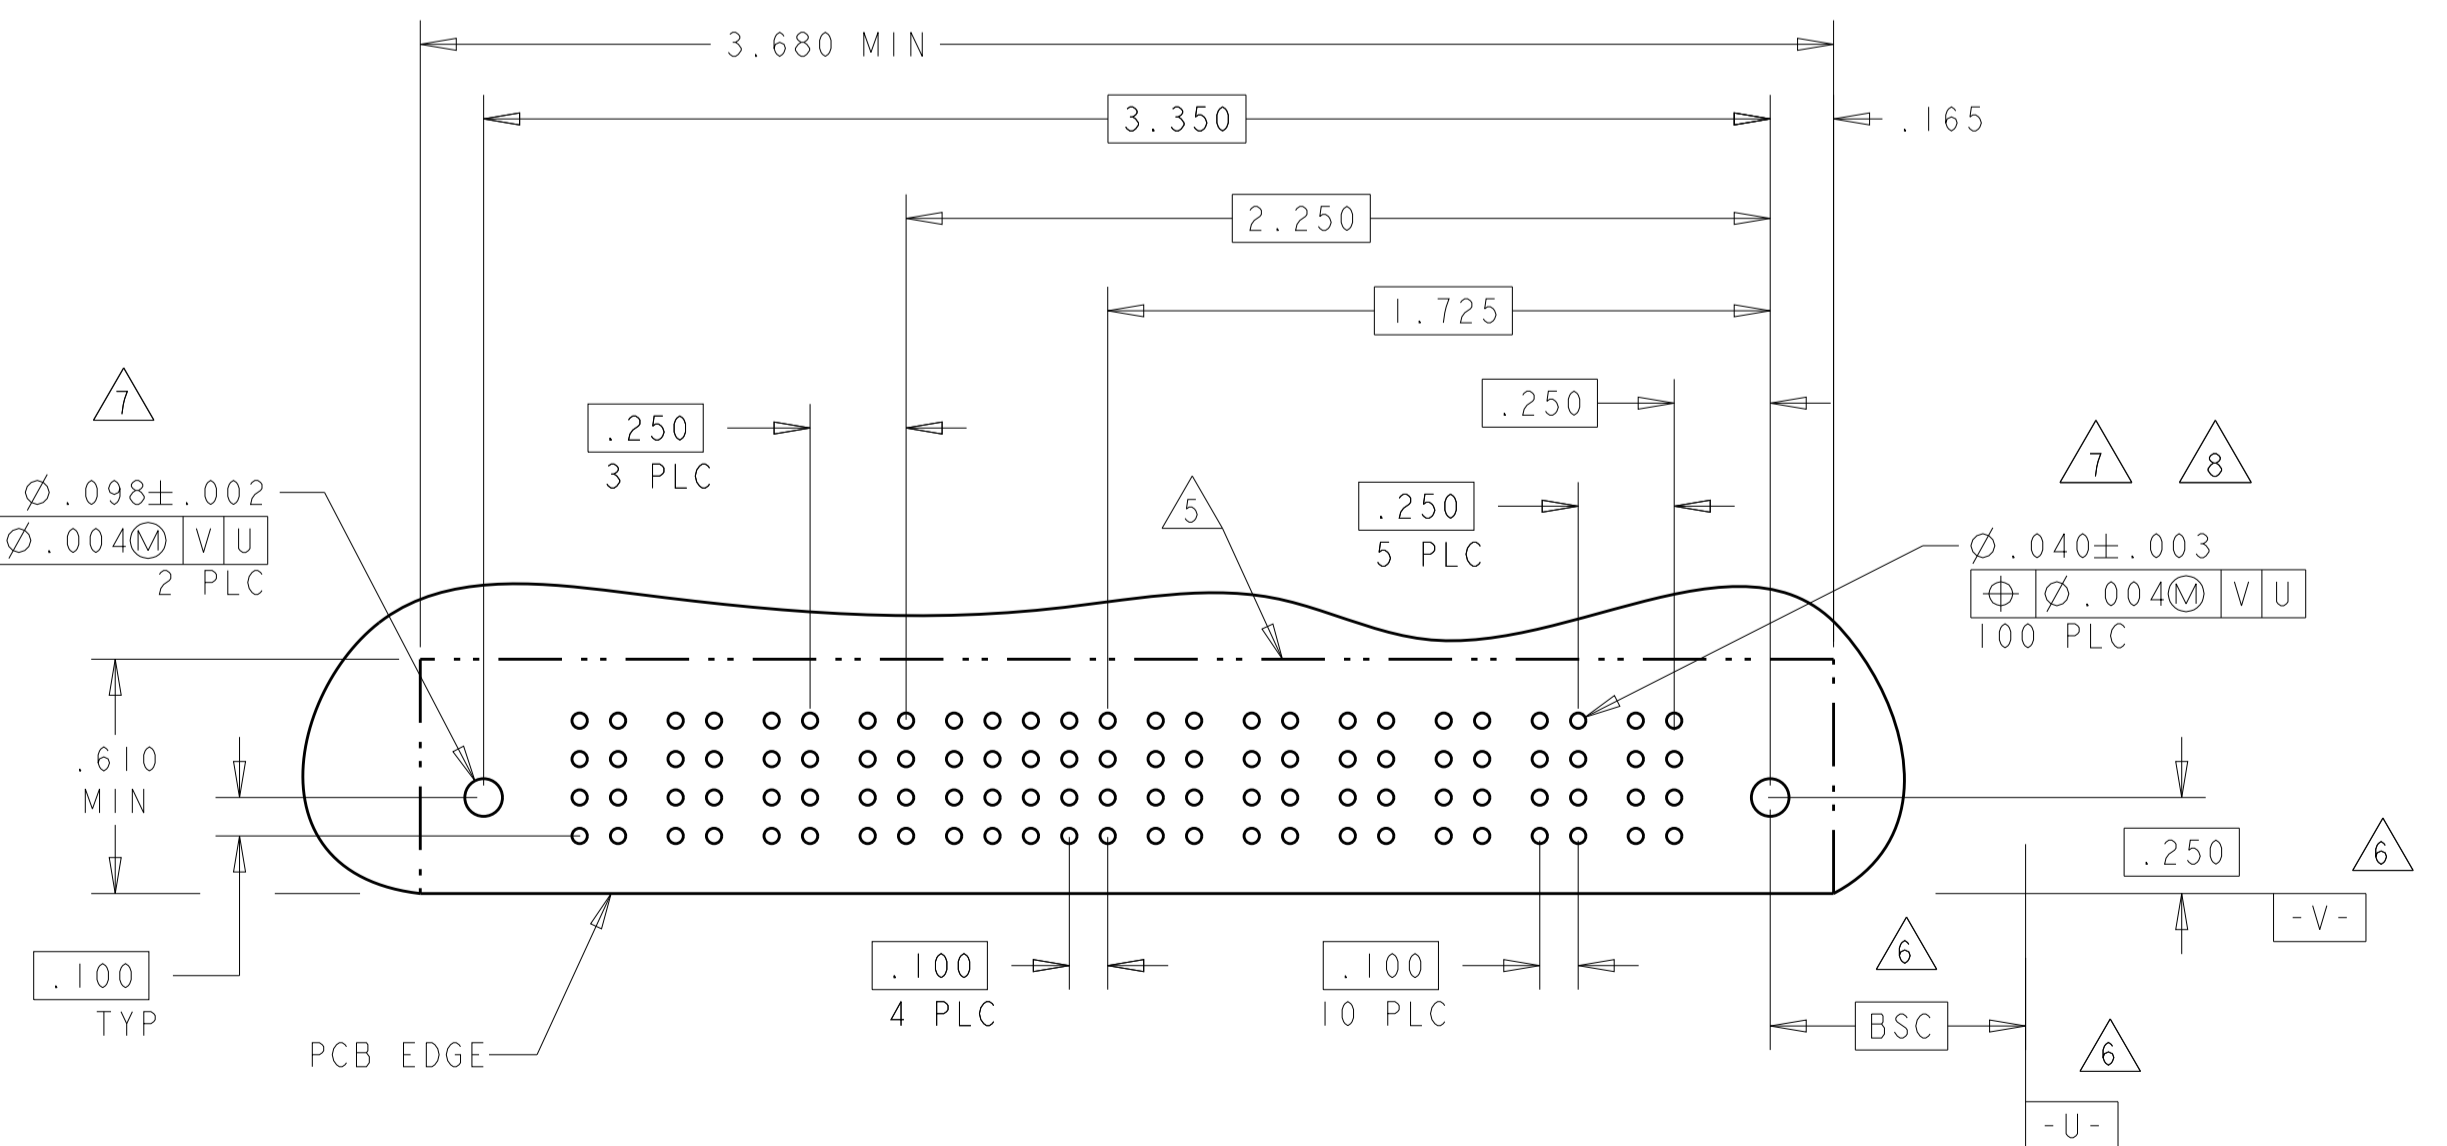 3.680 MIN
3.350
.165
2.250
1.725
.250
7
.250
3 PLC
7 8
Ø.098±.002
Ø.004Ⓜ V U
2 PLC
5
.250
5 PLC
Ø.040±.003
⌖ Ø.004Ⓜ V U
100 PLC
.610
MIN
.250
6
-V-
6
.100
TYP
.100
4 PLC
.100
10 PLC
BSC
PCB EDGE
6
-U-